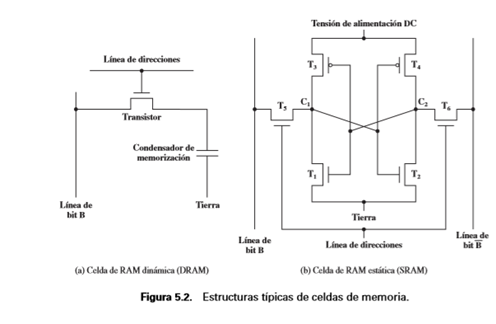 Línea de direcciones
Transistor
Condensador de
memorización
Línea de
bit B
Tierra
(a) Celda de RAM dinámica (DRAM)
Tensión de alimentación DC
T3
T4
T5
C1
C2
T6
T1
T2
Tierra
Línea de
bit B
Línea de direcciones
Línea de
bit B̅
(b) Celda de RAM estática (SRAM)
Figura 5.2. Estructuras típicas de celdas de memoria.